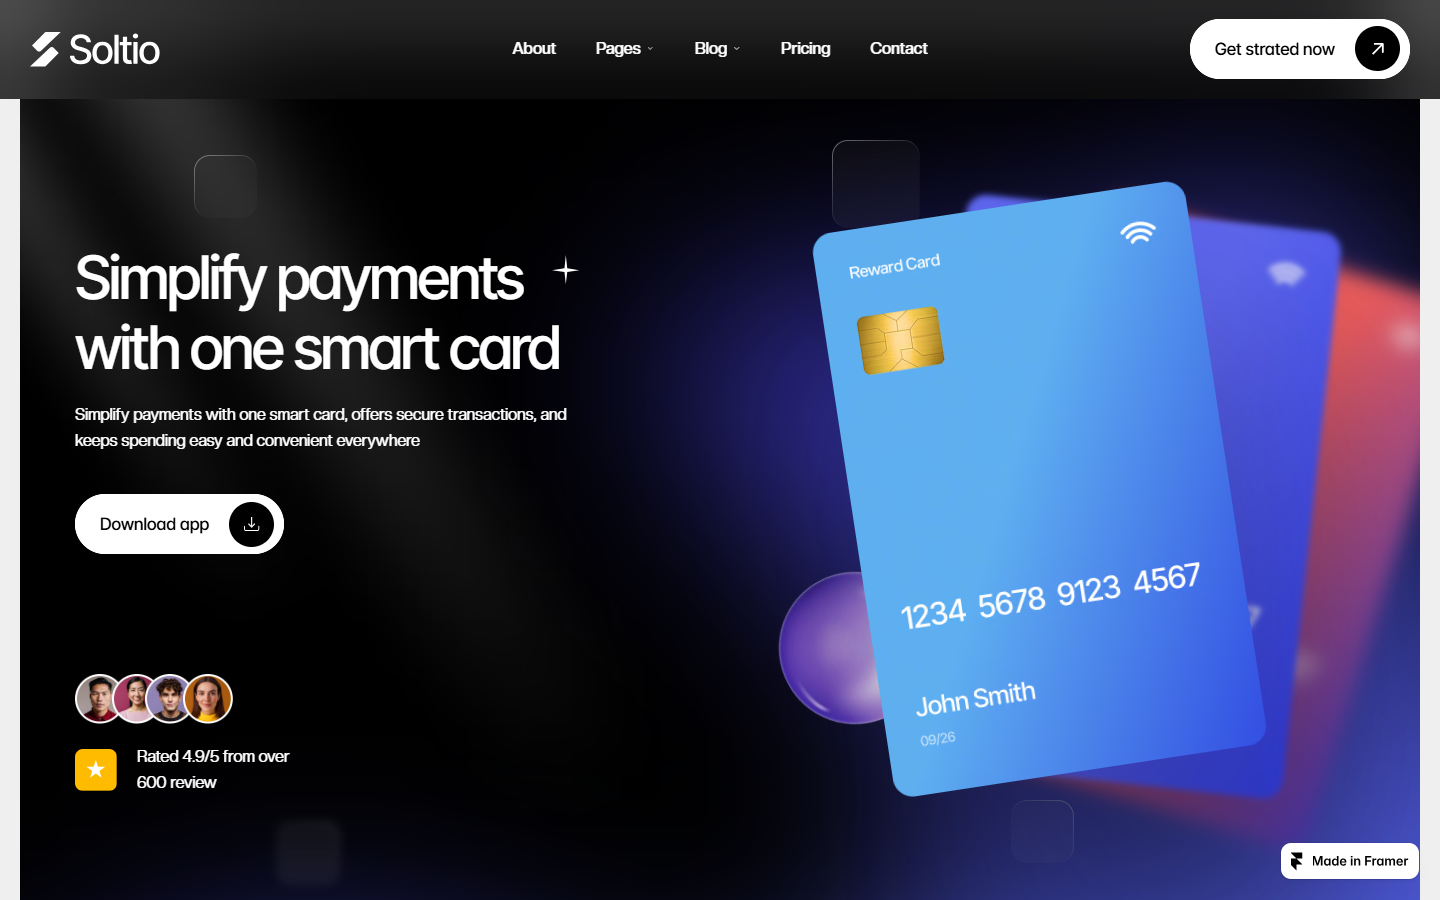 Soltio
About
Pages
Blog
Pricing
Contact
Get strated now
Simplify payments
with one smart card
Simplify payments with one smart card, offers secure transactions, and
keeps spending easy and convenient everywhere
Download app
Rated 4.9/5 from over
600 review
Reward Card
1234 5678 9123 4567
John Smith
09/26
7
Made in Framer